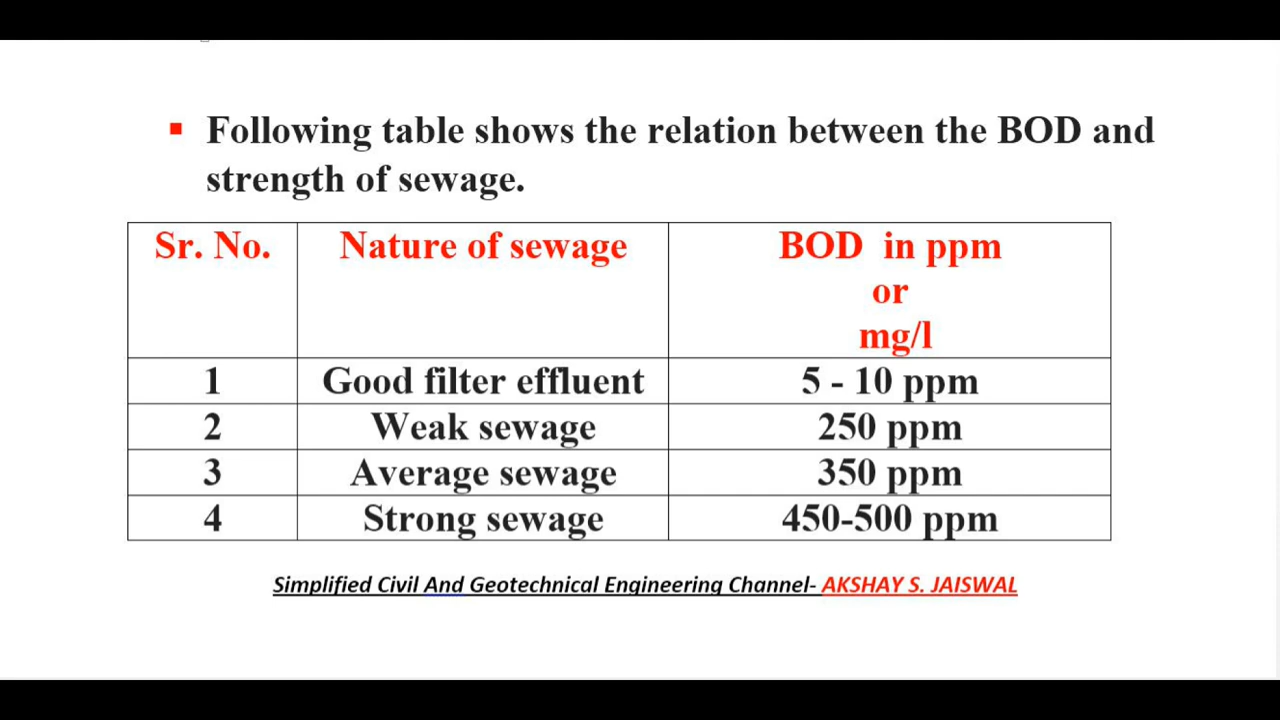 Following table shows the relation between the BOD and
strength of sewage.
Sr. No. Nature of sewage BOD in ppm
or
mg/l
1 Good filter effluent 5 - 10 ppm
2 Weak sewage 250 ppm
3 Average sewage 350 ppm
4 Strong sewage 450-500 ppm
Simplified Civil And Geotechnical Engineering Channel- AKSHAY S. JAISWAL